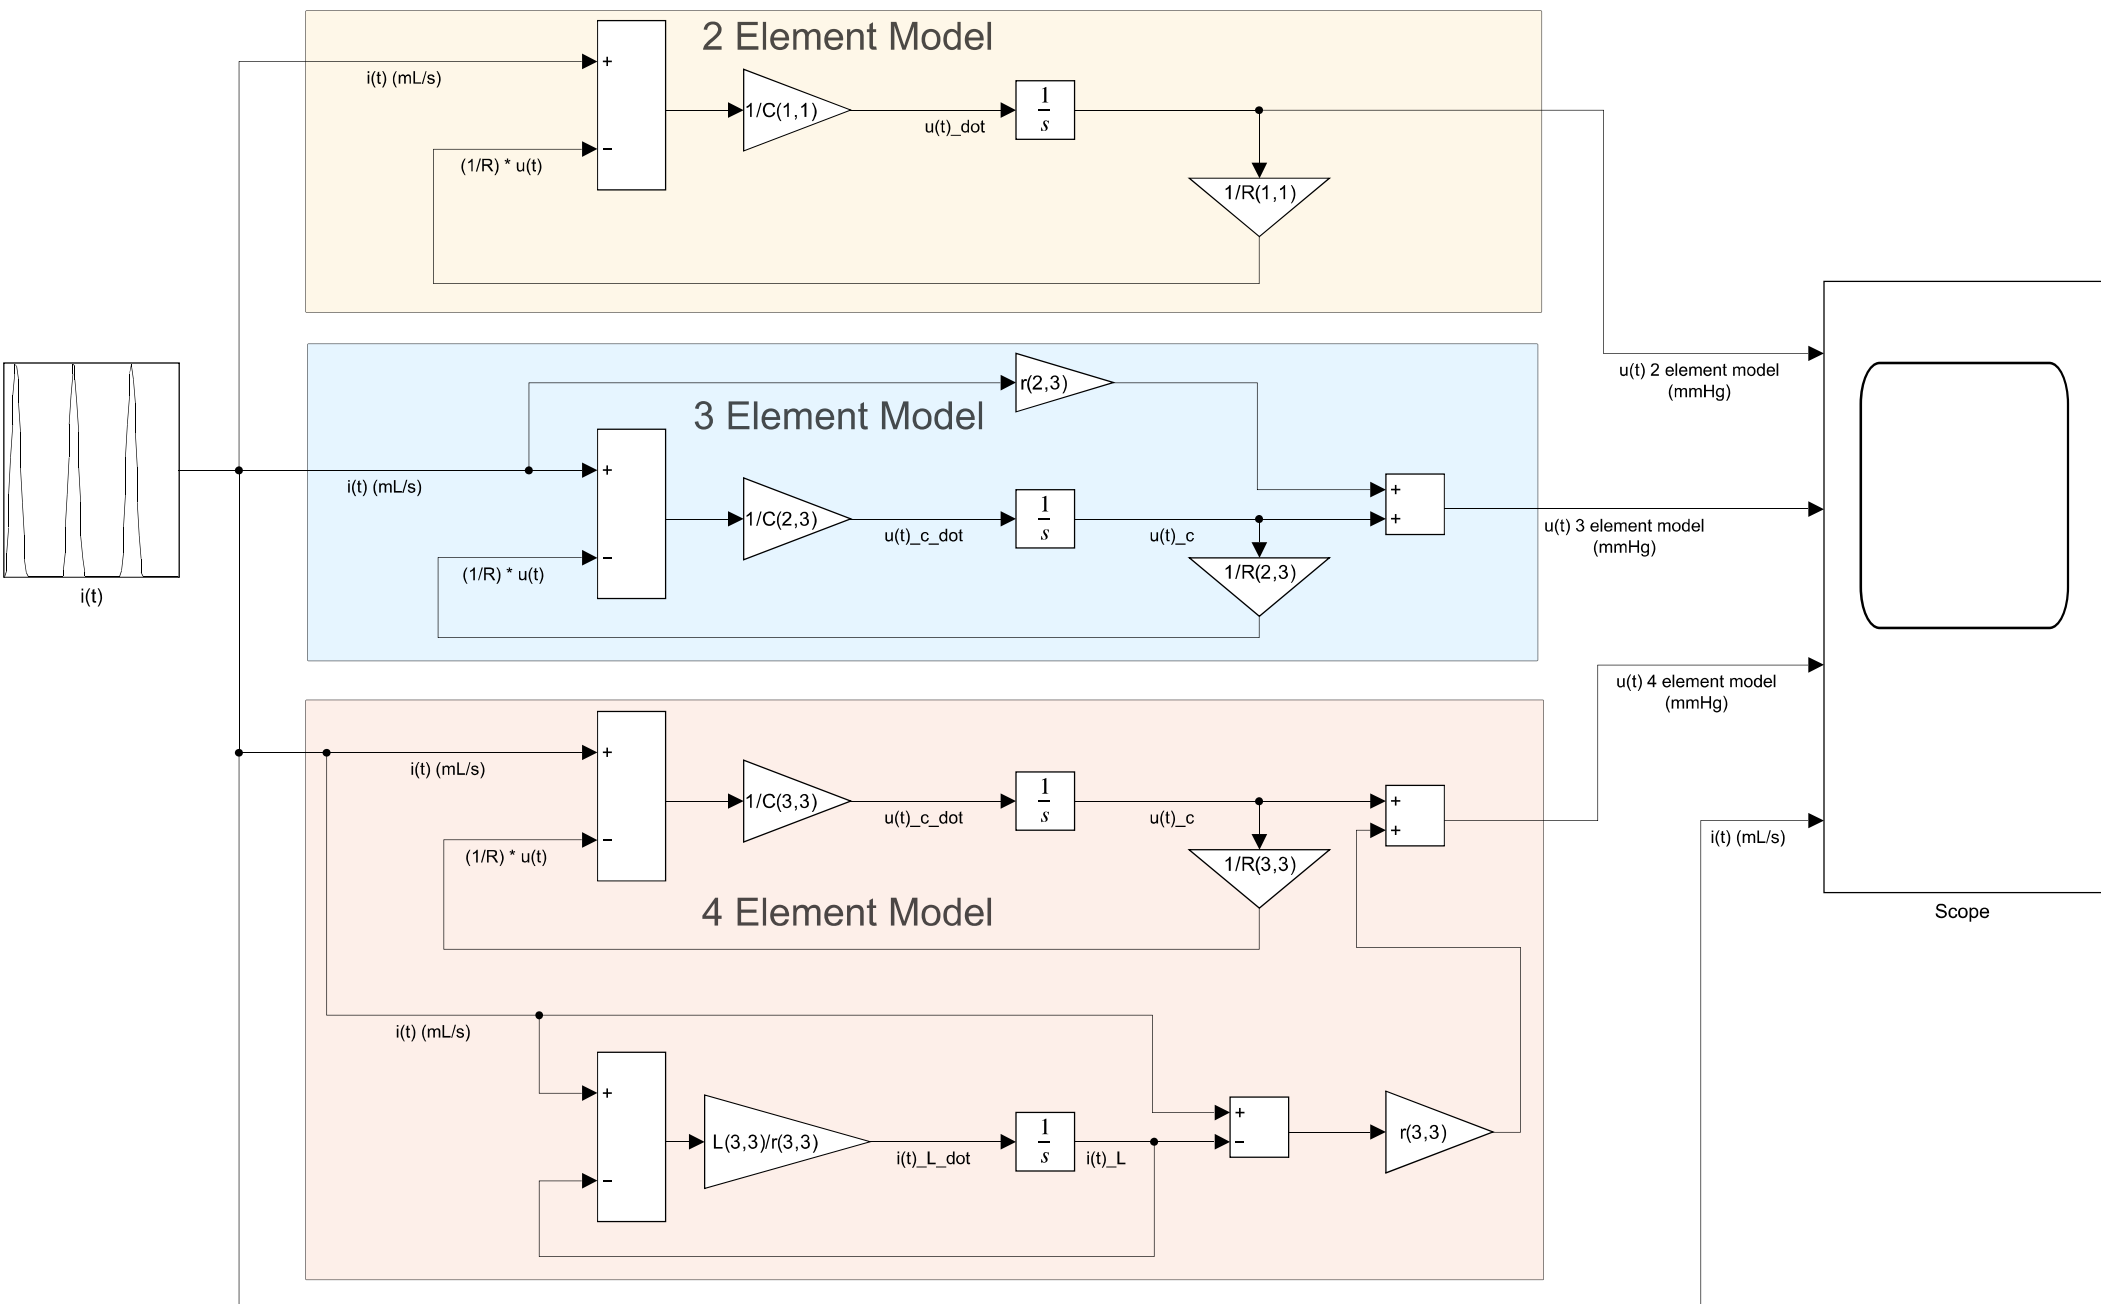 2 Element Model
+
i(t) (mL/s)
1/C(1,1)
u(t)_dot
1
s
−
(1/R) * u(t)
1/R(1,1)
u(t) 2 element model
(mmHg)
3 Element Model
r(2,3)
+
i(t) (mL/s)
1/C(2,3)
u(t)_c_dot
1
s
u(t)_c
+
+
−
(1/R) * u(t)
1/R(2,3)
u(t) 3 element model
(mmHg)
i(t)
+
i(t) (mL/s)
1/C(3,3)
u(t)_c_dot
1
s
u(t)_c
+
+
−
(1/R) * u(t)
1/R(3,3)
4 Element Model
u(t) 4 element model
(mmHg)
i(t) (mL/s)
Scope
i(t) (mL/s)
+
−
L(3,3)/r(3,3)
i(t)_L_dot
1
s
i(t)_L
+
−
r(3,3)